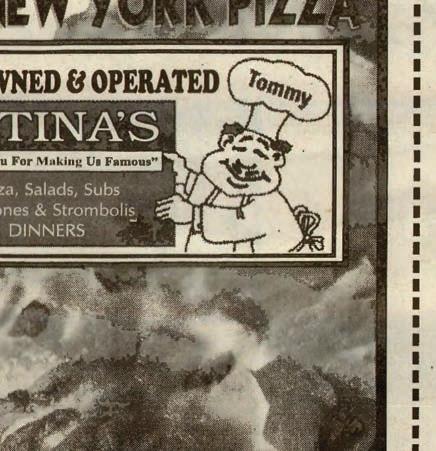 NEW YORK PIZZA
WNED & OPERATED
Tommy
TINA'S
u For Making Us Famous"
za, Salads, Subs
ones & Strombolis
DINNERS